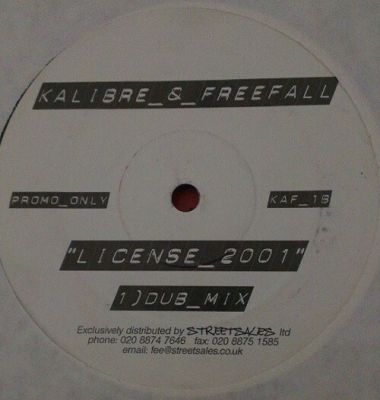 KALIBRE_&_FREEFALL
PROMO_ONLY
KAF_1B
"LICENSE_2001"
1)DUB_MIX
Exclusively distributed by STREETSALES ltd
phone: 020 8874 7646 fax: 020 8875 1585
email: fee@streetsales.co.uk